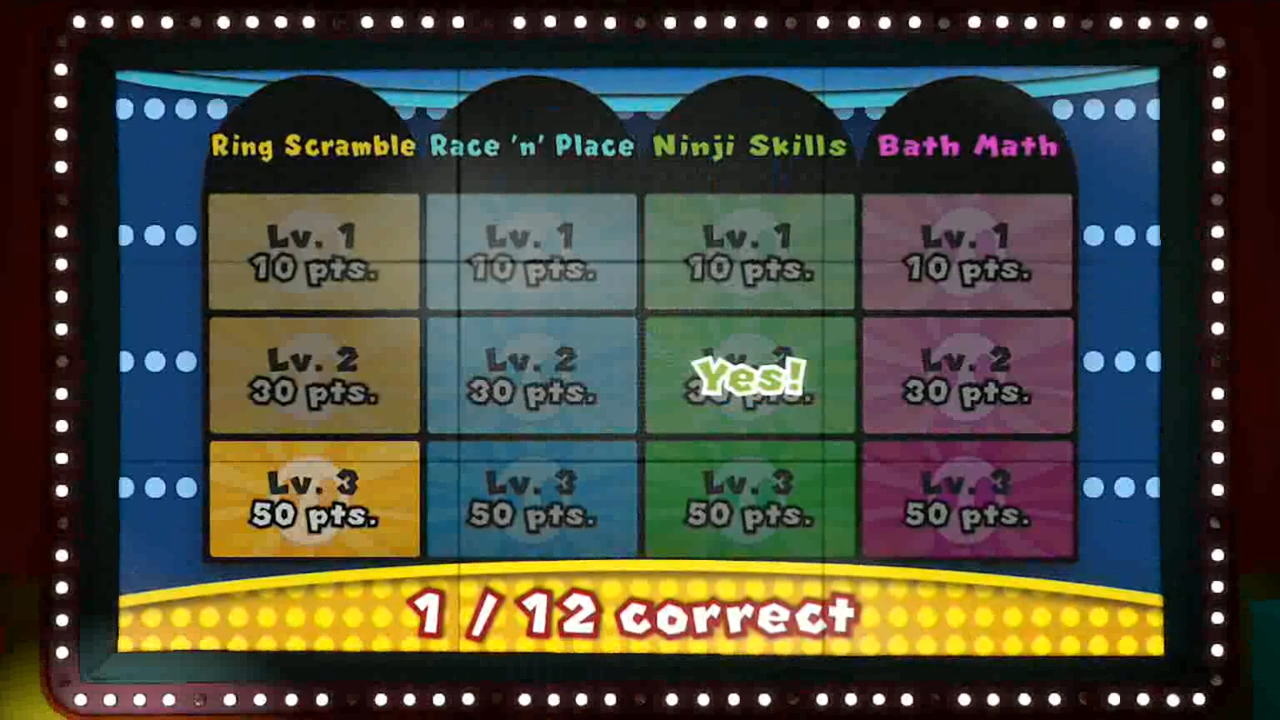 Ring Scramble Race 'n' Place Ninji Skills Bath Math
Lv. 1 Lv. 1 Lv. 1 Lv. 1
10 pts. 10 pts. 10 pts. 10 pts.
Lv. 2 Lv. 2 Lv. 2
30 pts. 30 pts. Yes! 30 pts.
Lv. 3 Lv. 3 Lv. 3 Lv. 3
50 pts. 50 pts. 50 pts. 50 pts.
1 / 12 correct